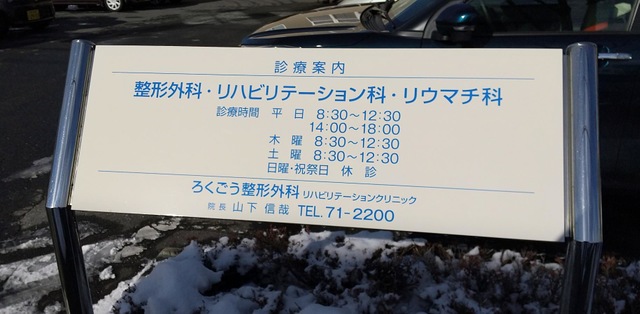 診療案内
整形外科・リハビリテーション科・リウマチ科
診療時間 平日 8:30～12:30
14:00～18:00
木曜 8:30～12:30
土曜 8:30～12:30
日曜・祝祭日 休診
ろくごう整形外科 リハビリテーションクリニック
院長 山下 信哉 TEL.71-2200